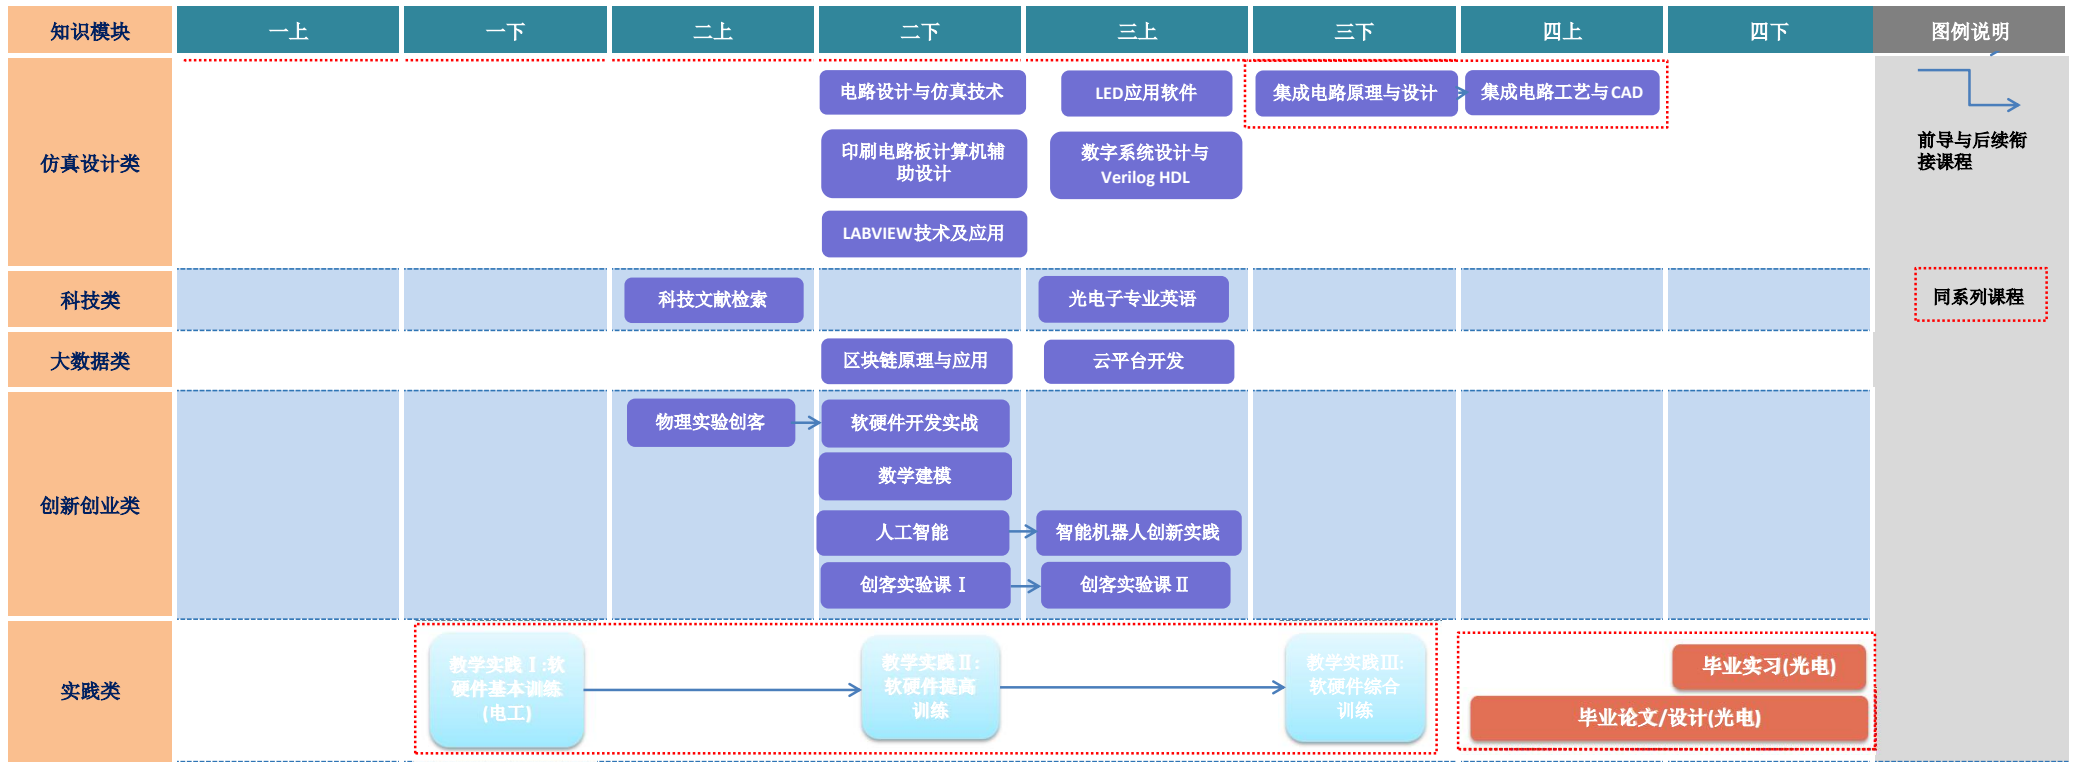 知识模块
一上
一下
二上
二下
三上
三下
四上
四下
图例说明
仿真设计类
电路设计与仿真技术
LED应用软件
集成电路原理与设计
集成电路工艺与CAD
印刷电路板计算机辅
助设计
数字系统设计与
Verilog HDL
LABVIEW技术及应用
前导与后续衔
接课程
科技类
科技文献检索
光电子专业英语
同系列课程
大数据类
区块链原理与应用
云平台开发
创新创业类
物理实验创客
软硬件开发实战
数学建模
人工智能
智能机器人创新实践
创客实验课Ⅰ
创客实验课Ⅱ
实践类
教学实践Ⅰ:软
硬件基本训练
(电工)
教学实践Ⅱ:
软硬件提高
训练
教学实践Ⅲ:
软硬件综合
训练
毕业实习(光电)
毕业论文/设计(光电)